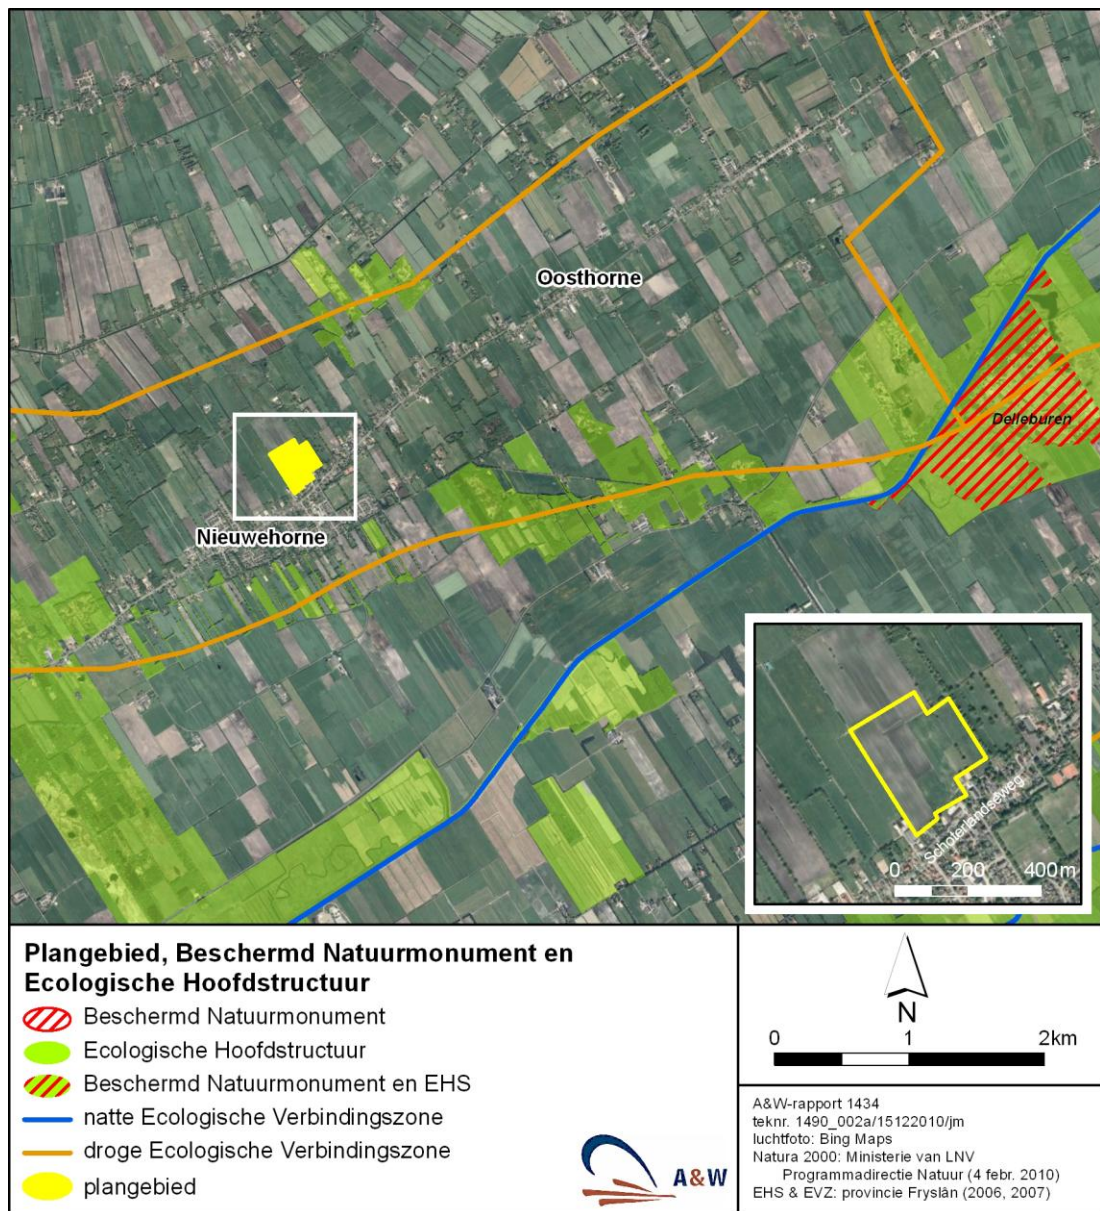 Oosthorne
Delleburen
Nieuwehorne
Schoterlandseweg
0 200 400m
Plangebied, Beschermd Natuurmonument en
Ecologische Hoofdstructuur
Beschermd Natuurmonument
Ecologische Hoofdstructuur
Beschermd Natuurmonument en EHS
natte Ecologische Verbindingszone
droge Ecologische Verbindingszone
plangebied
A&W
N
0 1 2km
A&W-rapport 1434
teknr. 1490_002a/15122010/jm
luchtfoto: Bing Maps
Natura 2000: Ministerie van LNV
Programmadirectie Natuur (4 febr. 2010)
EHS & EVZ: provincie Fryslân (2006, 2007)